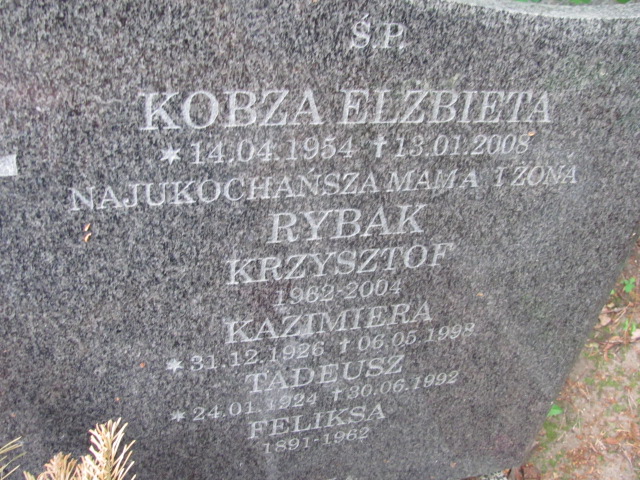 Ś.P.
KOBZA ELŻBIETA
*14.04.1954 †13.01.2008
NAJUKOCHAŃSZA MAMA I ŻONA
RYBAK
KRZYSZTOF
1962-2004
KAZIMIERA
*31.12.1926 †06.05.1998
TADEUSZ
*24.01.1924 †30.06.1992
FELIKSA
1891-1962